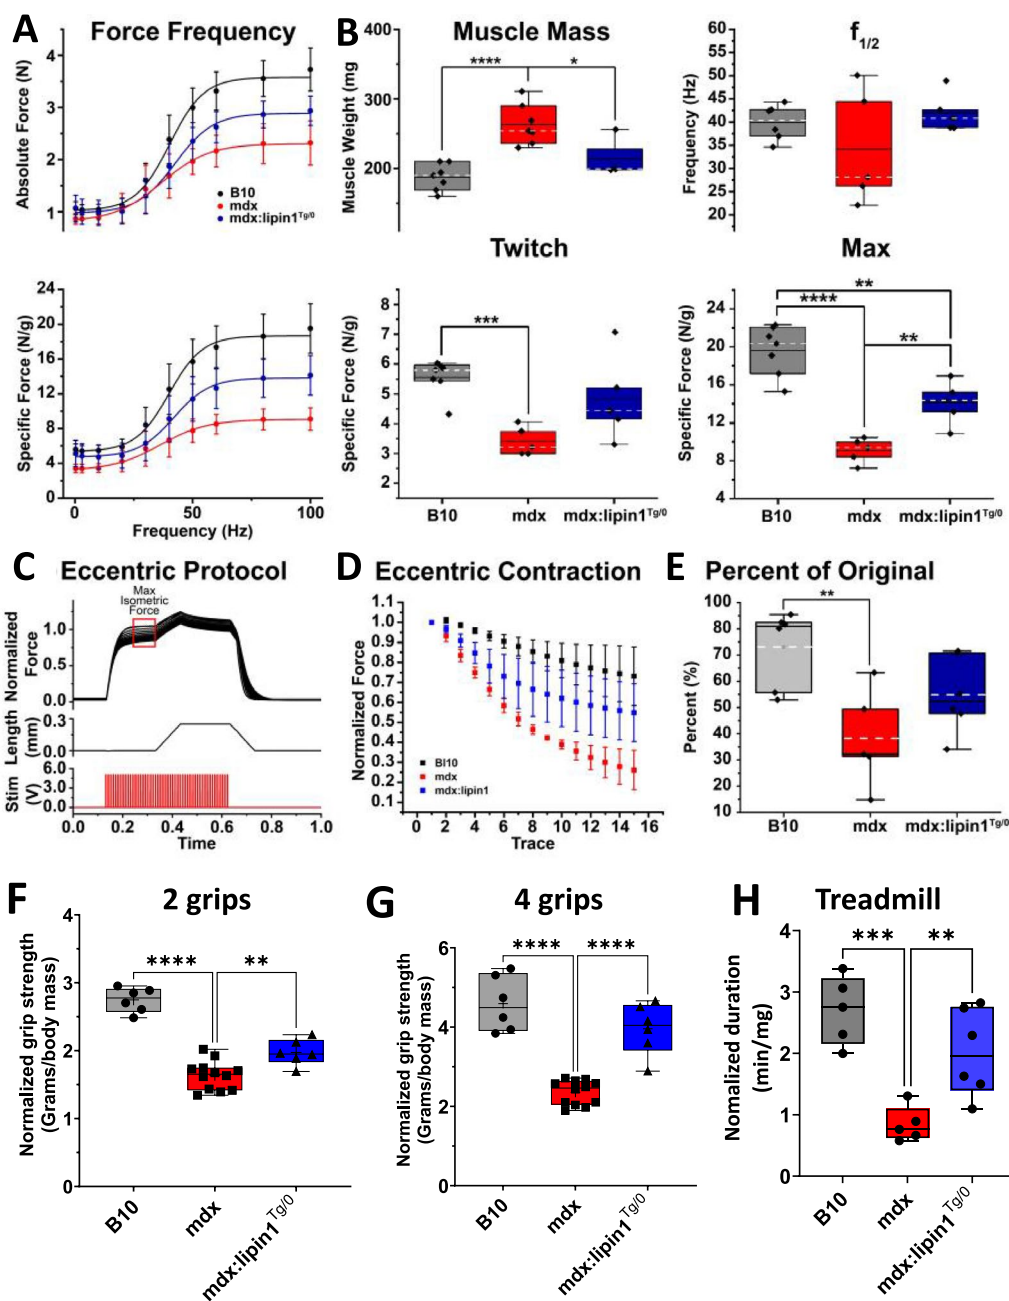 A
Force Frequency
Absolute Force (N)
4
3
2
1
B10
mdx
mdx:lipin1Tg/0
Specific Force (N/g)
24
20
16
12
8
4
0
0
50
100
Frequency (Hz)
B
Muscle Mass
Muscle Weight (mg
400
300
200
****
*
f1/2
Frequency (Hz)
60
55
50
45
40
35
30
25
20
Twitch
Specific Force (N/g)
8
7
6
5
4
3
2
***
B10
mdx
mdx:lipin1Tg/0
Max
Specific Force (N/g)
24
20
16
12
8
4
**
****
**
B10
mdx
mdx:lipin1Tg/0
C
Eccentric Protocol
Max
Isometric
Force
Normalized
Force
1.0
0.5
0.0
Length
(mm)
0.3
0.0
Stim
(V)
6.0
3.0
0.0
0.0
0.2
0.4
0.6
0.8
1.0
Time
D
Eccentric Contraction
Normalized Force
1.1
1.0
0.9
0.8
0.7
0.6
0.5
0.4
0.3
0.2
0.1
Bl10
mdx
mdx:lipin1
0
2
4
6
8
10
12
14
16
Trace
E
Percent of Original
Percent (%)
100
90
80
70
60
50
40
30
20
10
**
B10
mdx
mdx:lipin1Tg/0
F
2 grips
Normalized grip strength
(Grams/body mass)
4
3
2
1
0
****
**
B10
mdx
mdx:lipin1Tg/0
G
4 grips
Normalized grip strength
(Grams/body mass)
6
4
2
0
****
****
B10
mdx
mdx:lipin1Tg/0
H
Treadmill
Nomalized duration
(min/mg)
4
3
2
1
0
***
**
B10
mdx
mdx:lipin1Tg/0